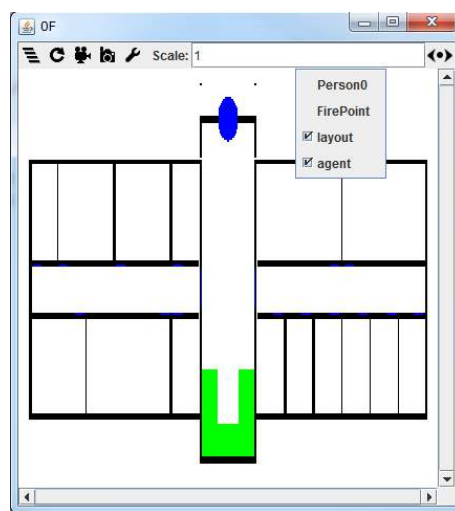 OF
Scale: 1
Person0
FirePoint
layout
agent